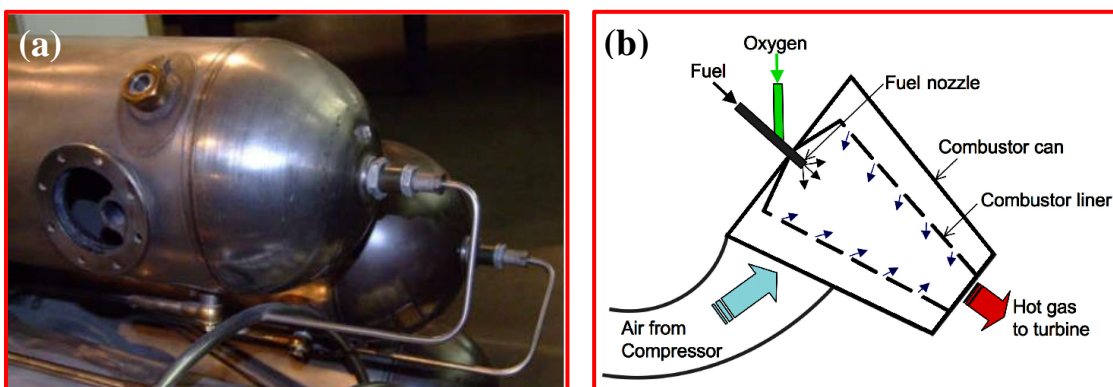 (a)
(b)
Oxygen
Fuel
Fuel nozzle
Combustor can
Combustor liner
Air from
Compressor
Hot gas
to turbine